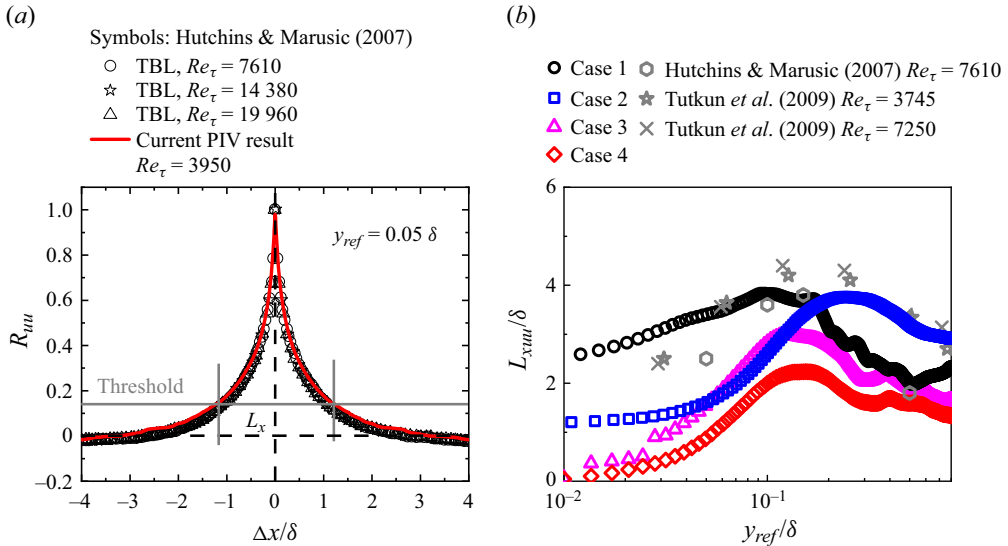 (a)
Symbols: Hutchins & Marusic (2007)
TBL, Reτ = 7610
TBL, Reτ = 14 380
TBL, Reτ = 19 960
Current PIV result
Reτ = 3950
1.0
0.8
0.6
0.4
0.2
0
−0.2
Ruu
yref = 0.05 δ
Threshold
Lx
−4 −3 −2 −1 0 1 2 3 4
Δx/δ
(b)
Case 1
Case 2
Case 3
Case 4
Hutchins & Marusic (2007) Reτ = 7610
Tutkun et al. (2009) Reτ = 3745
Tutkun et al. (2009) Reτ = 7250
6
4
2
0
Lxuu/δ
10−2 10−1
yref/δ